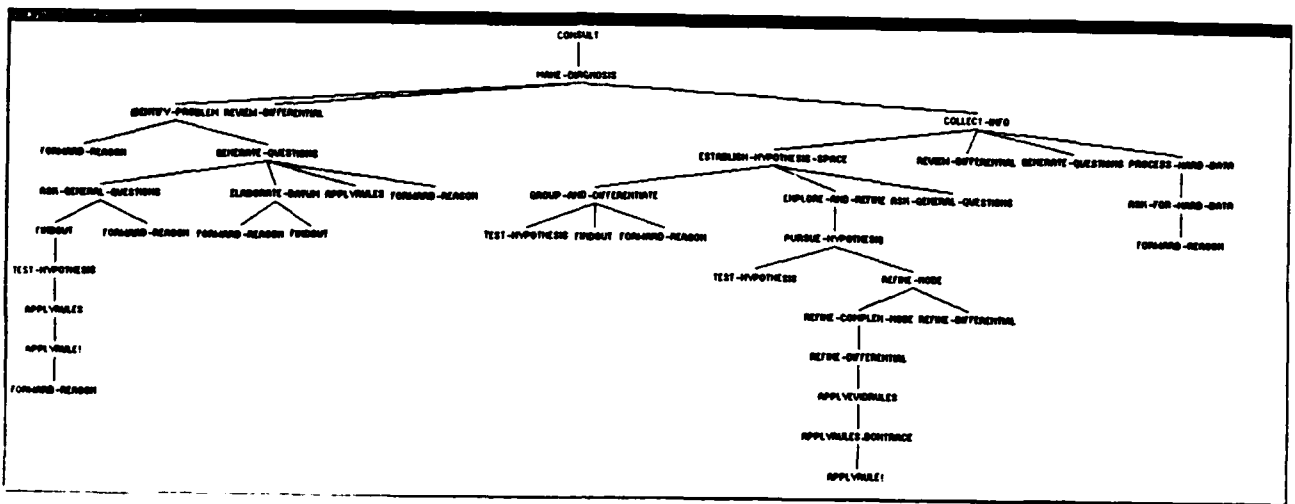 CONSULT
MAKE-DIAGNOSIS
IDENTIFY-PROBLEM REVIEW-DIFFERENTIAL
COLLECT-INFO
FORWARD-REASON GENERATE-QUESTIONS ESTABLISH-HYPOTHESIS-SPACE REVIEW-DIFFERENTIAL GENERATE-QUESTIONS PROCESS-HARD-DATA
ASK-GENERAL-QUESTIONS ELABORATE-DATUM APPLYRULES FORWARD-REASON GROUP-AND-DIFFERENTIATE EXPLORE-AND-REFINE ASK-GENERAL-QUESTIONS ASK-FOR-HARD-DATA
FINDOUT FORWARD-REASON FORWARD-REASON FINDOUT TEST-HYPOTHESIS FINDOUT FORWARD-REASON PURSUE-HYPOTHESIS FORWARD-REASON
TEST-HYPOTHESIS TEST-HYPOTHESIS REFINE-NODE
APPLYRULES REFINE-COMPLEX-NODE REFINE-DIFFERENTIAL
APPLYRULE! REFINE-DIFFERENTIAL
FORWARD-REASON APPLYEVIDRULES
APPLYRULES.DONTRACE
APPLYRULE!